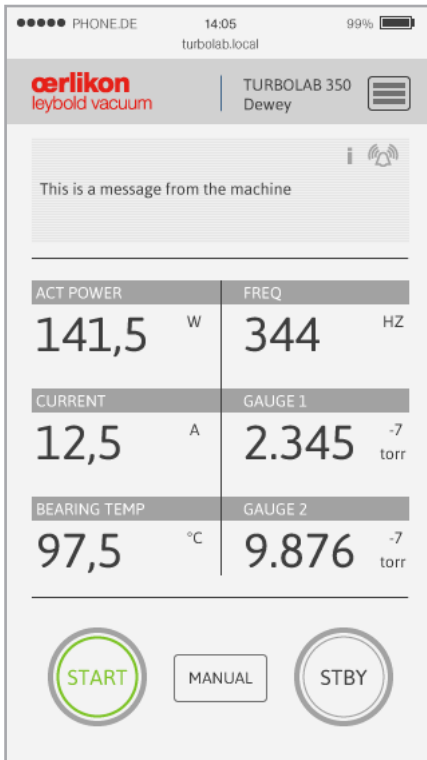 PHONE.DE 14:05 99%
turbolab.local
œrlikon
leybold vacuum
TURBOLAB 350
Dewey
i
This is a message from the machine
ACT POWER FREQ
141,5 W 344 HZ
CURRENT GAUGE 1
12,5 A 2.345 -7 torr
BEARING TEMP GAUGE 2
97,5 °C 9.876 -7 torr
START MANUAL STBY